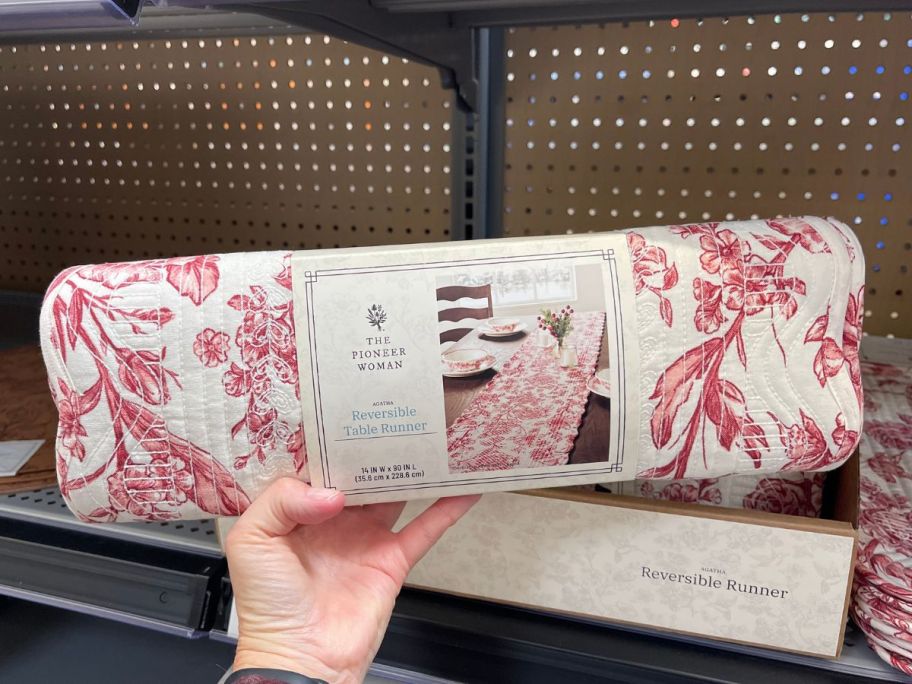 THE
PIONEER
WOMAN
AGATHA
Reversible
Table Runner
14 IN W x 90 IN L
(35.6 cm x 228.6 cm)
AGATHA
Reversible Runner